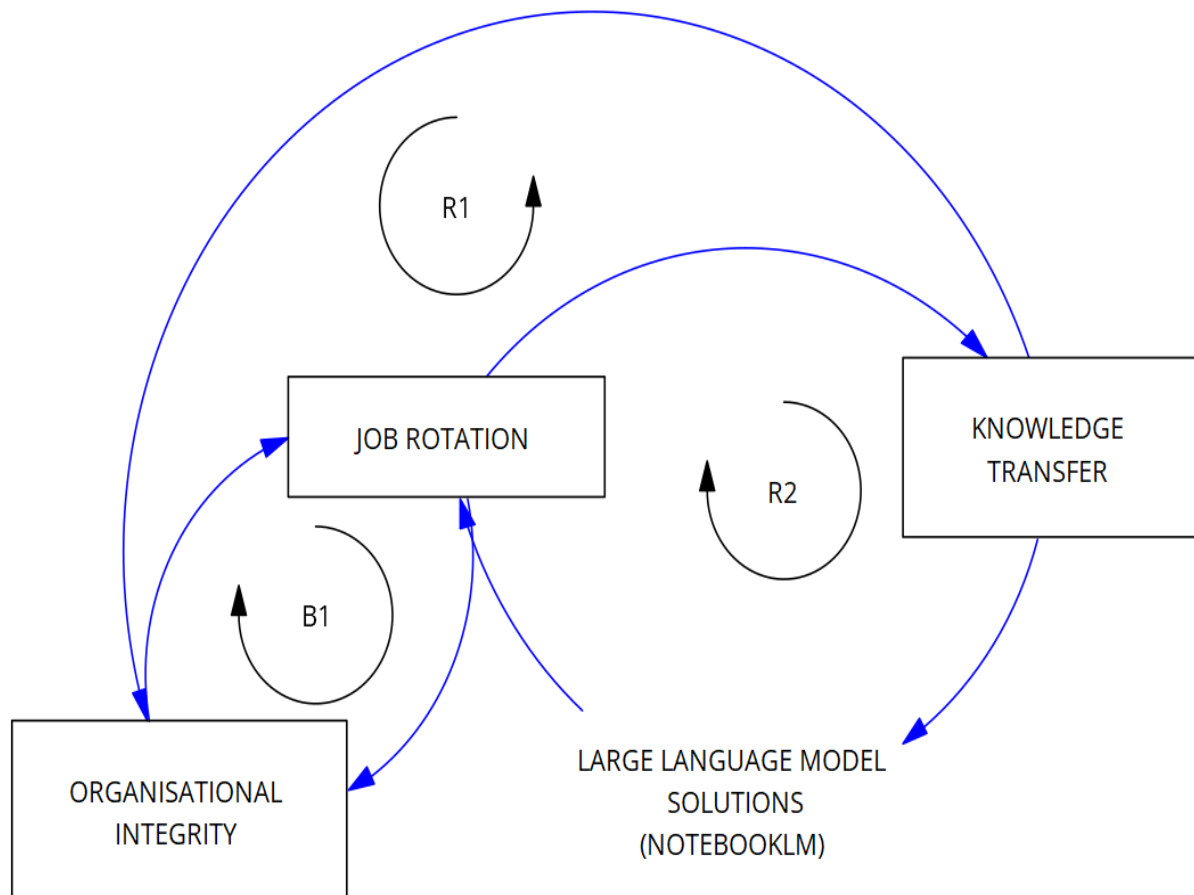 R1
JOB ROTATION
KNOWLEDGE
TRANSFER
R2
B1
LARGE LANGUAGE MODEL
SOLUTIONS
(NOTEBOOKLM)
ORGANISATIONAL
INTEGRITY